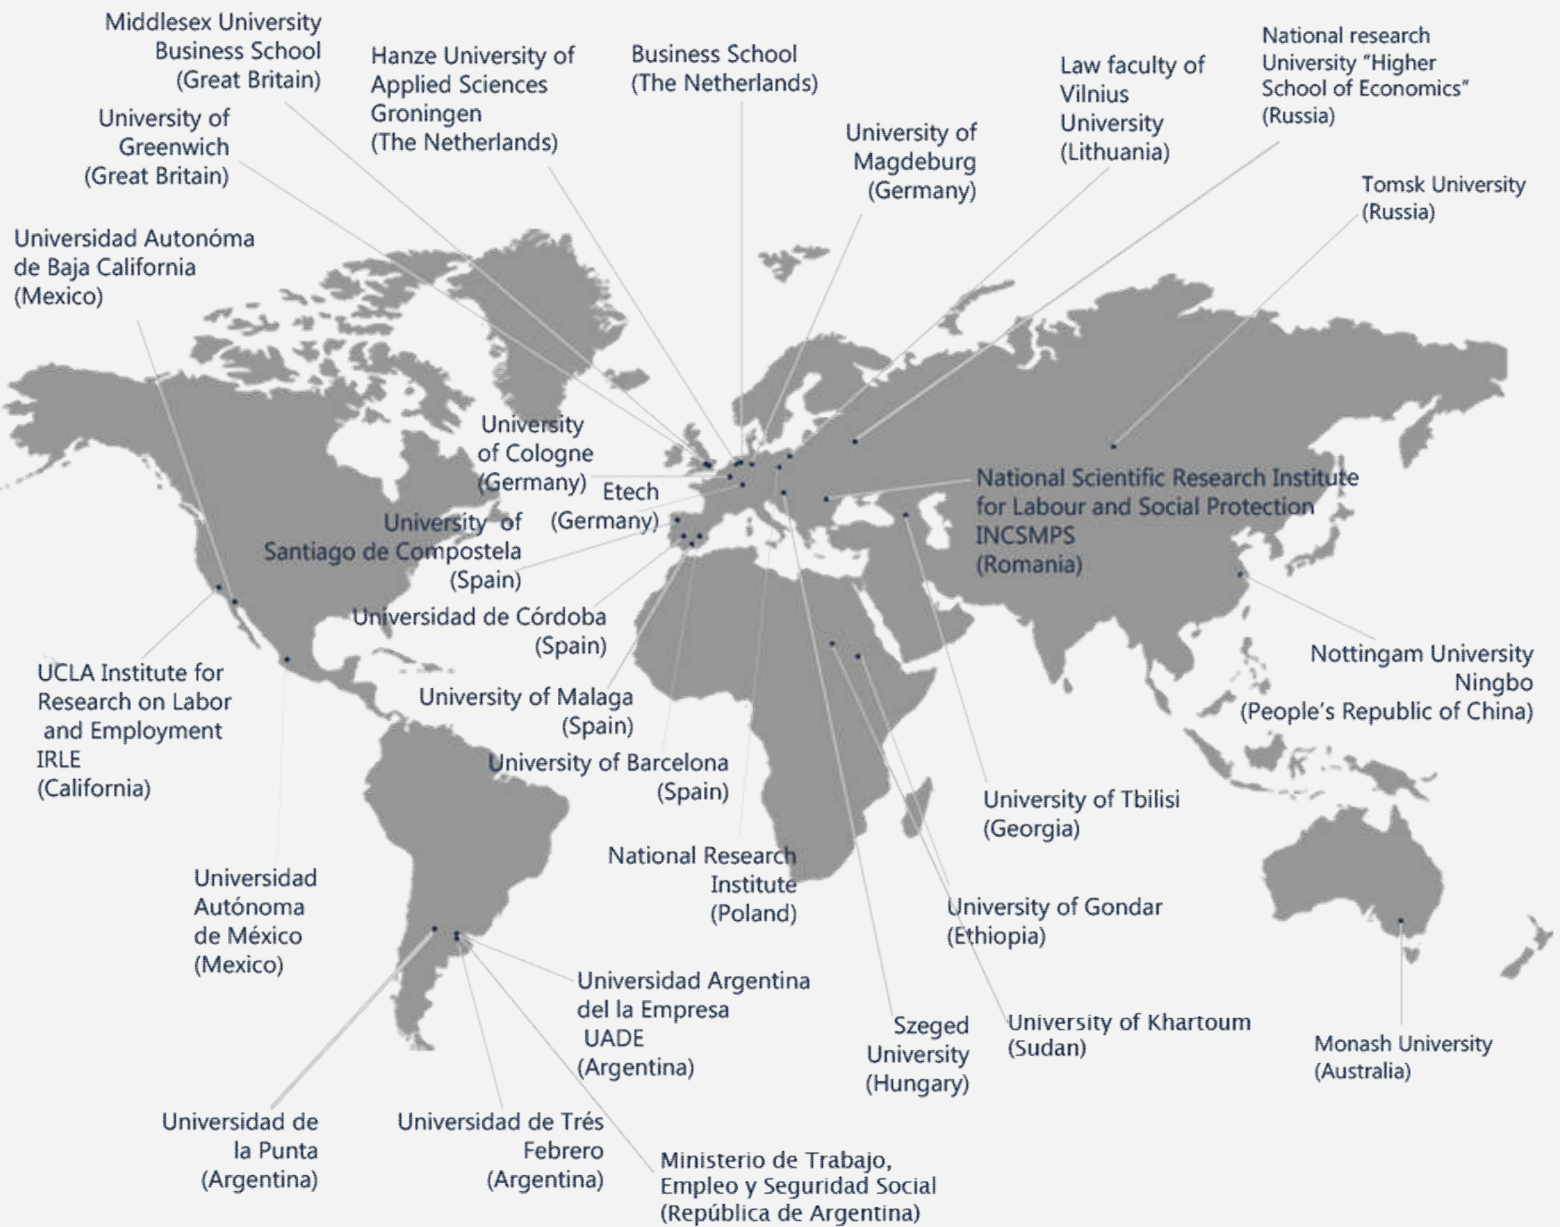 Middlesex University
Business School
(Great Britain)
Hanze University of
Applied Sciences
Groningen
(The Netherlands)
Business School
(The Netherlands)
Law faculty of
Vilnius
University
(Lithuania)
National research
University "Higher
School of Economics"
(Russia)
University of
Greenwich
(Great Britain)
University of
Magdeburg
(Germany)
Tomsk University
(Russia)
Universidad Autonóma
de Baja California
(Mexico)
University
of Cologne
(Germany)
Etech
(Germany)
National Scientific Research Institute
for Labour and Social Protection
INCSMPS
(Romania)
University of
Santiago de Compostela
(Spain)
Universidad de Córdoba
(Spain)
UCLA Institute for
Research on Labor
and Employment
IRLE
(California)
University of Malaga
(Spain)
Nottingam University
Ningbo
(People's Republic of China)
University of Barcelona
(Spain)
University of Tbilisi
(Georgia)
National Research
Institute
(Poland)
Universidad
Autónoma
de México
(Mexico)
University of Gondar
(Ethiopia)
Universidad Argentina
del la Empresa
UADE
(Argentina)
Szeged
University
(Hungary)
University of Khartoum
(Sudan)
Monash University
(Australia)
Universidad de
la Punta
(Argentina)
Universidad de Trés
Febrero
(Argentina)
Ministerio de Trabajo,
Empleo y Seguridad Social
(República de Argentina)